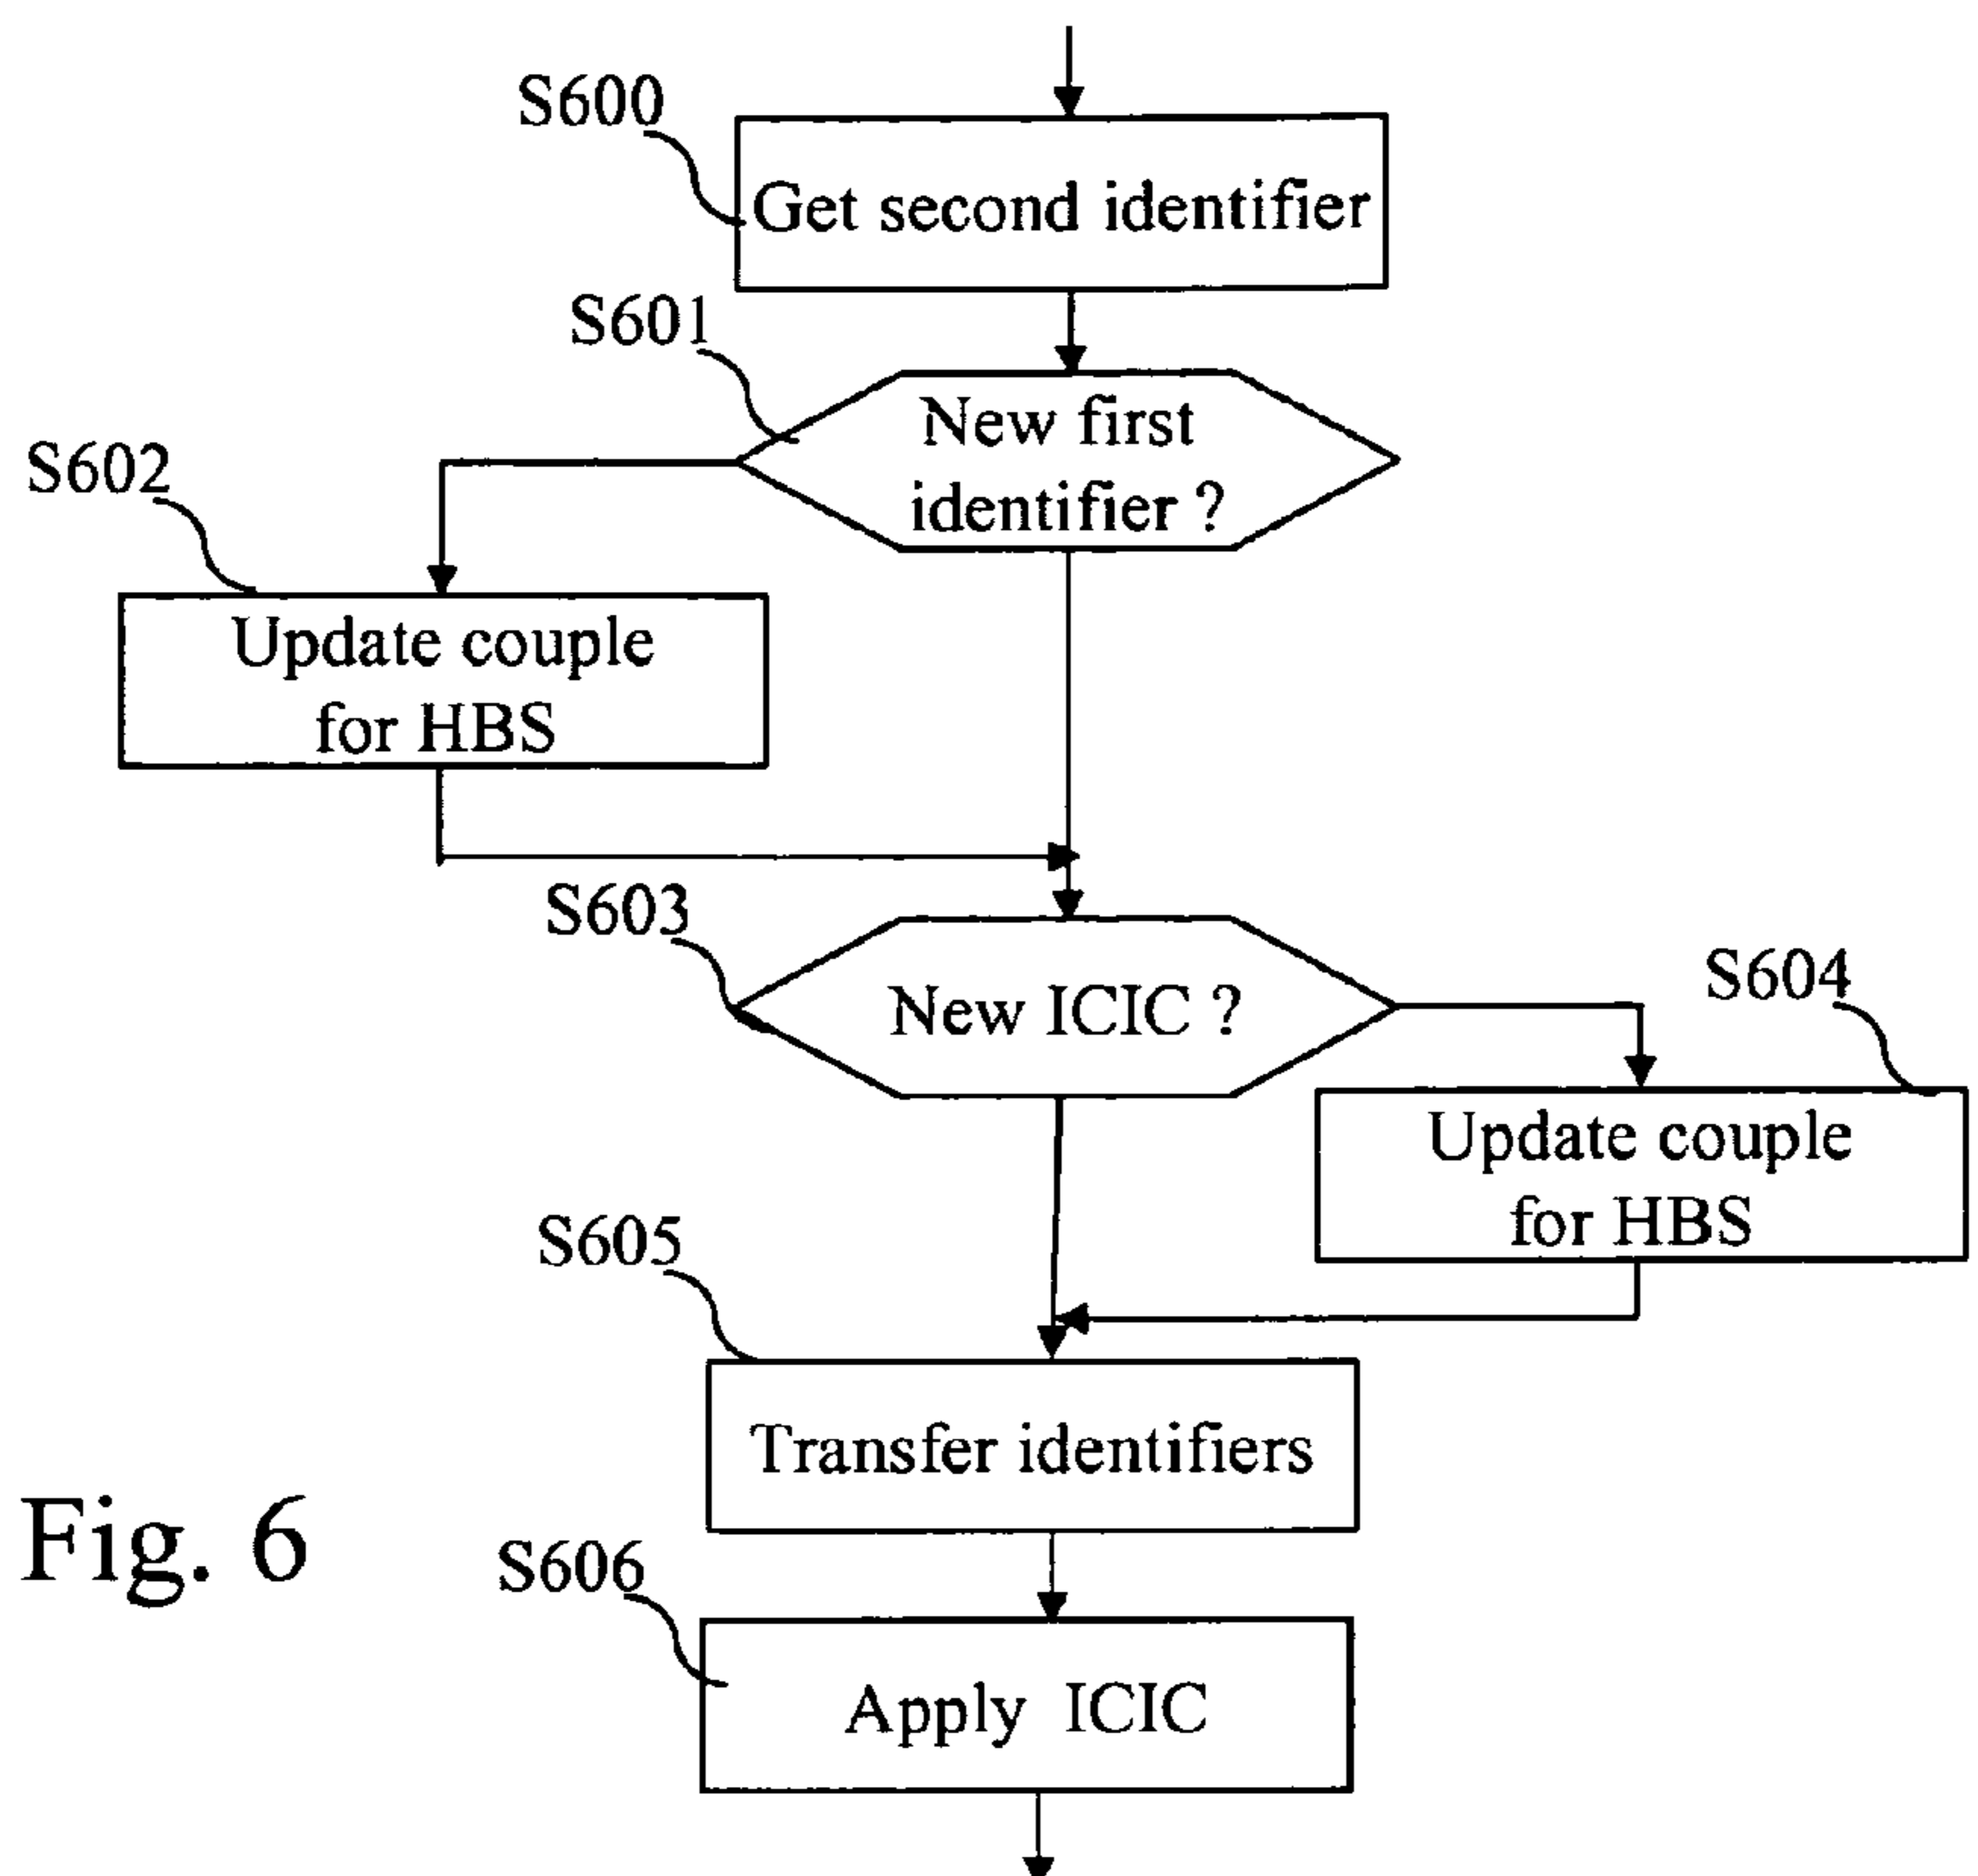 S600
Get second identifier
S601
New first
identifier ?
S602
Update couple
for HBS
S603
New ICIC ?
S604
Update couple
for HBS
S605
Transfer identifiers
S606
Apply ICIC
Fig. 6